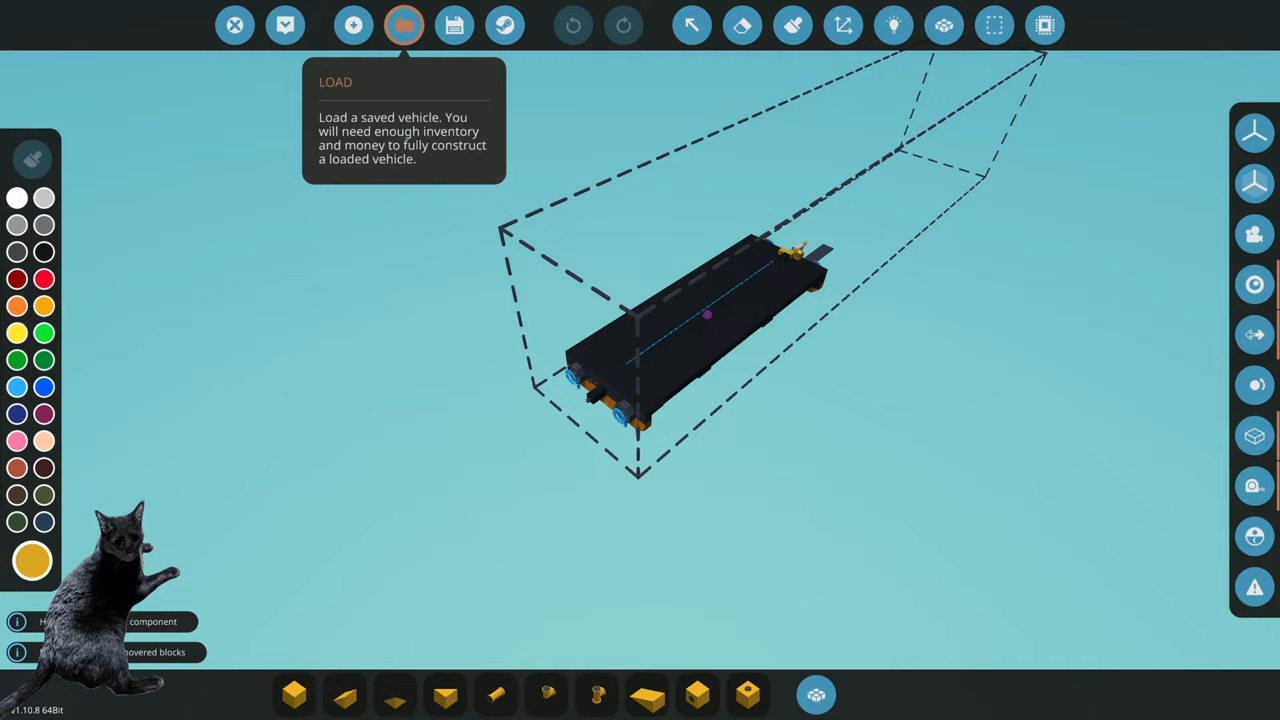 LOAD
Load a saved vehicle. You
will need enough inventory
and money to fully construct
a loaded vehicle.
component
blocks
v1.10.8 64Bit